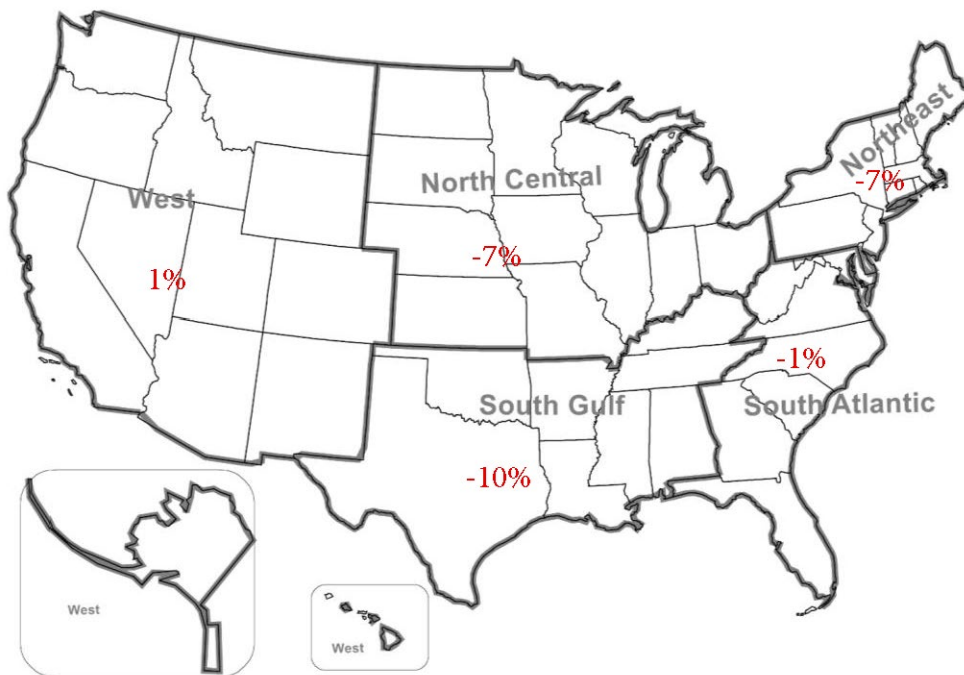 Northeast
-7%
North Central
West
-7%
1%
-1%
South Gulf
South Atlantic
-10%
West
West